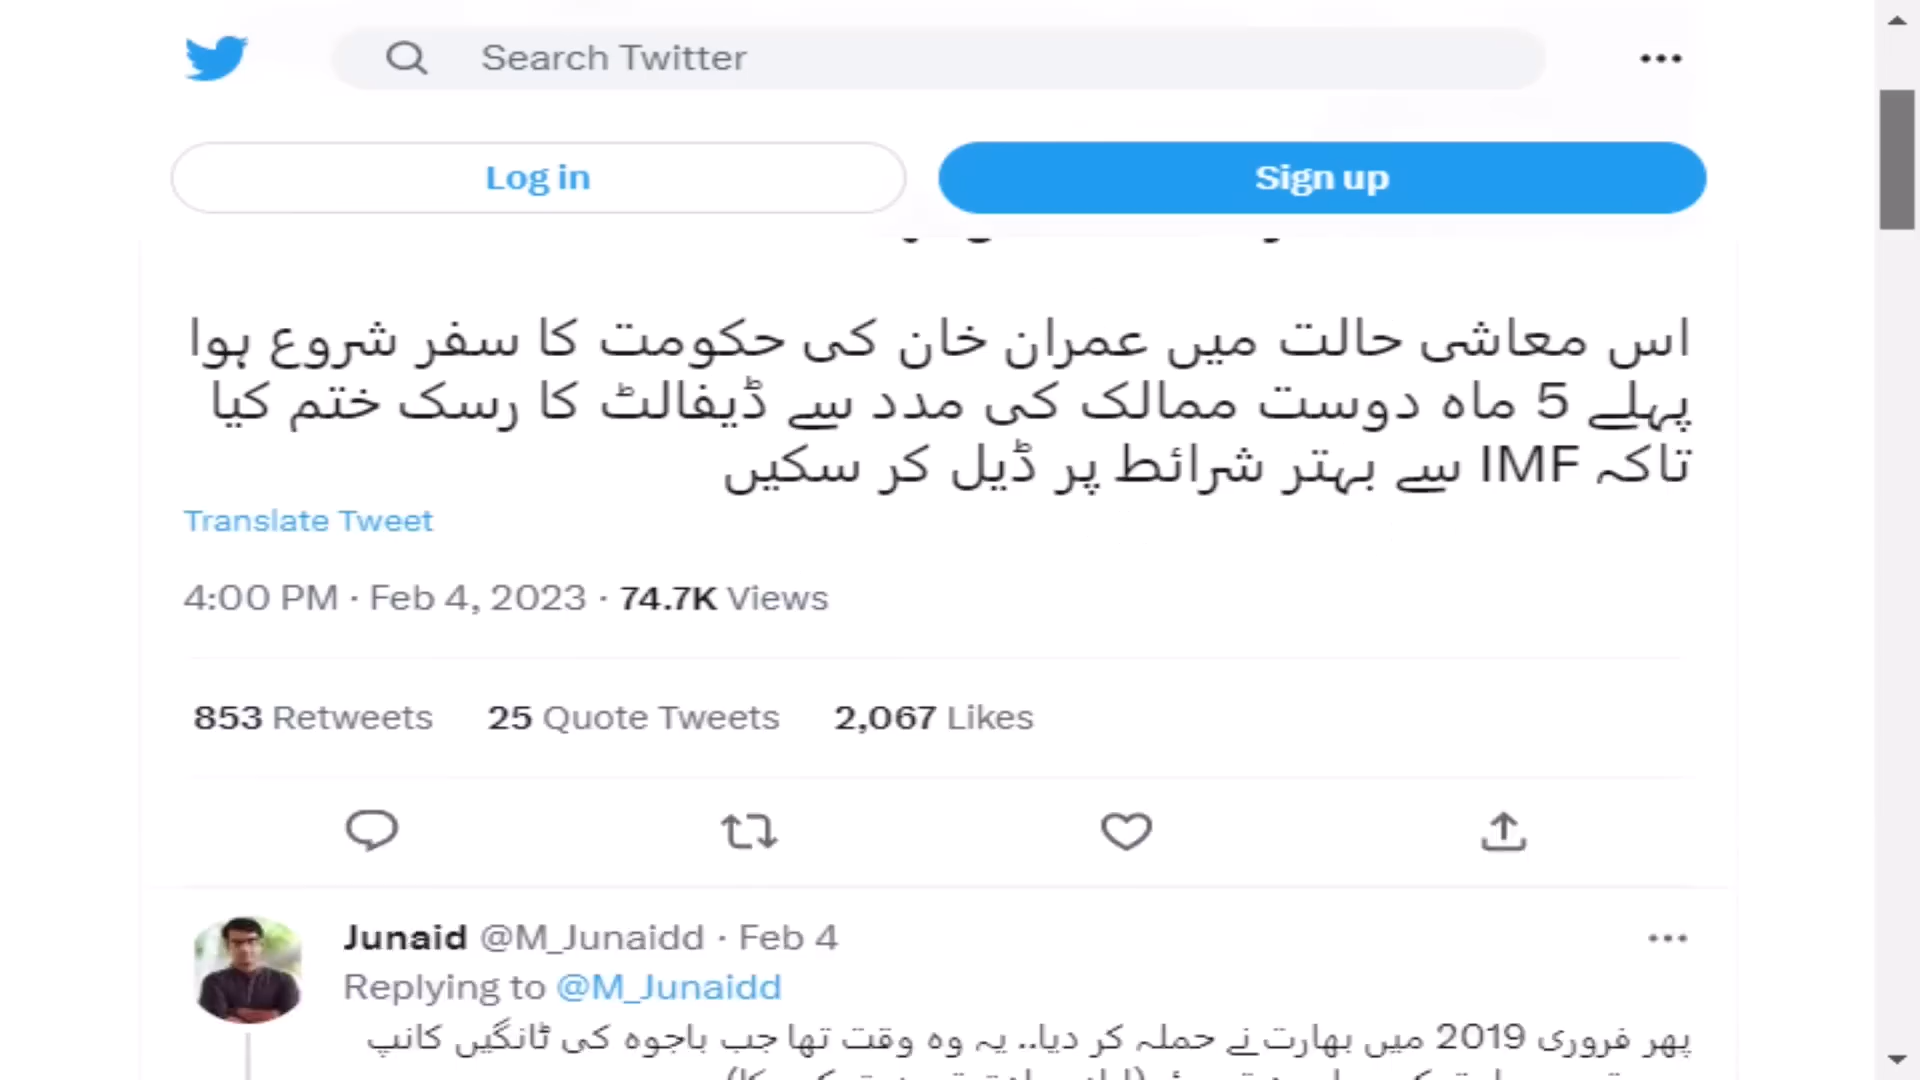 Search Twitter
Log in
Sign up
اس معاشی حالت میں عمران خان کی حکومت کا سفر شروع ہوا
پہلے 5 ماہ دوست ممالک کی مدد سے ڈیفالٹ کا رسک ختم کیا
تاکہ IMF سے بہتر شرائط پر ڈیل کر سکیں
Translate Tweet
4:00 PM · Feb 4, 2023 · 74.7K Views
853 Retweets 25 Quote Tweets 2,067 Likes
Junaid @M_Junaidd · Feb 4
Replying to @M_Junaidd
پھر فروری 2019 میں بھارت نے حملہ کر دیا.. یہ وہ وقت تھا جب باجوہ کی ٹانگیں کانپ